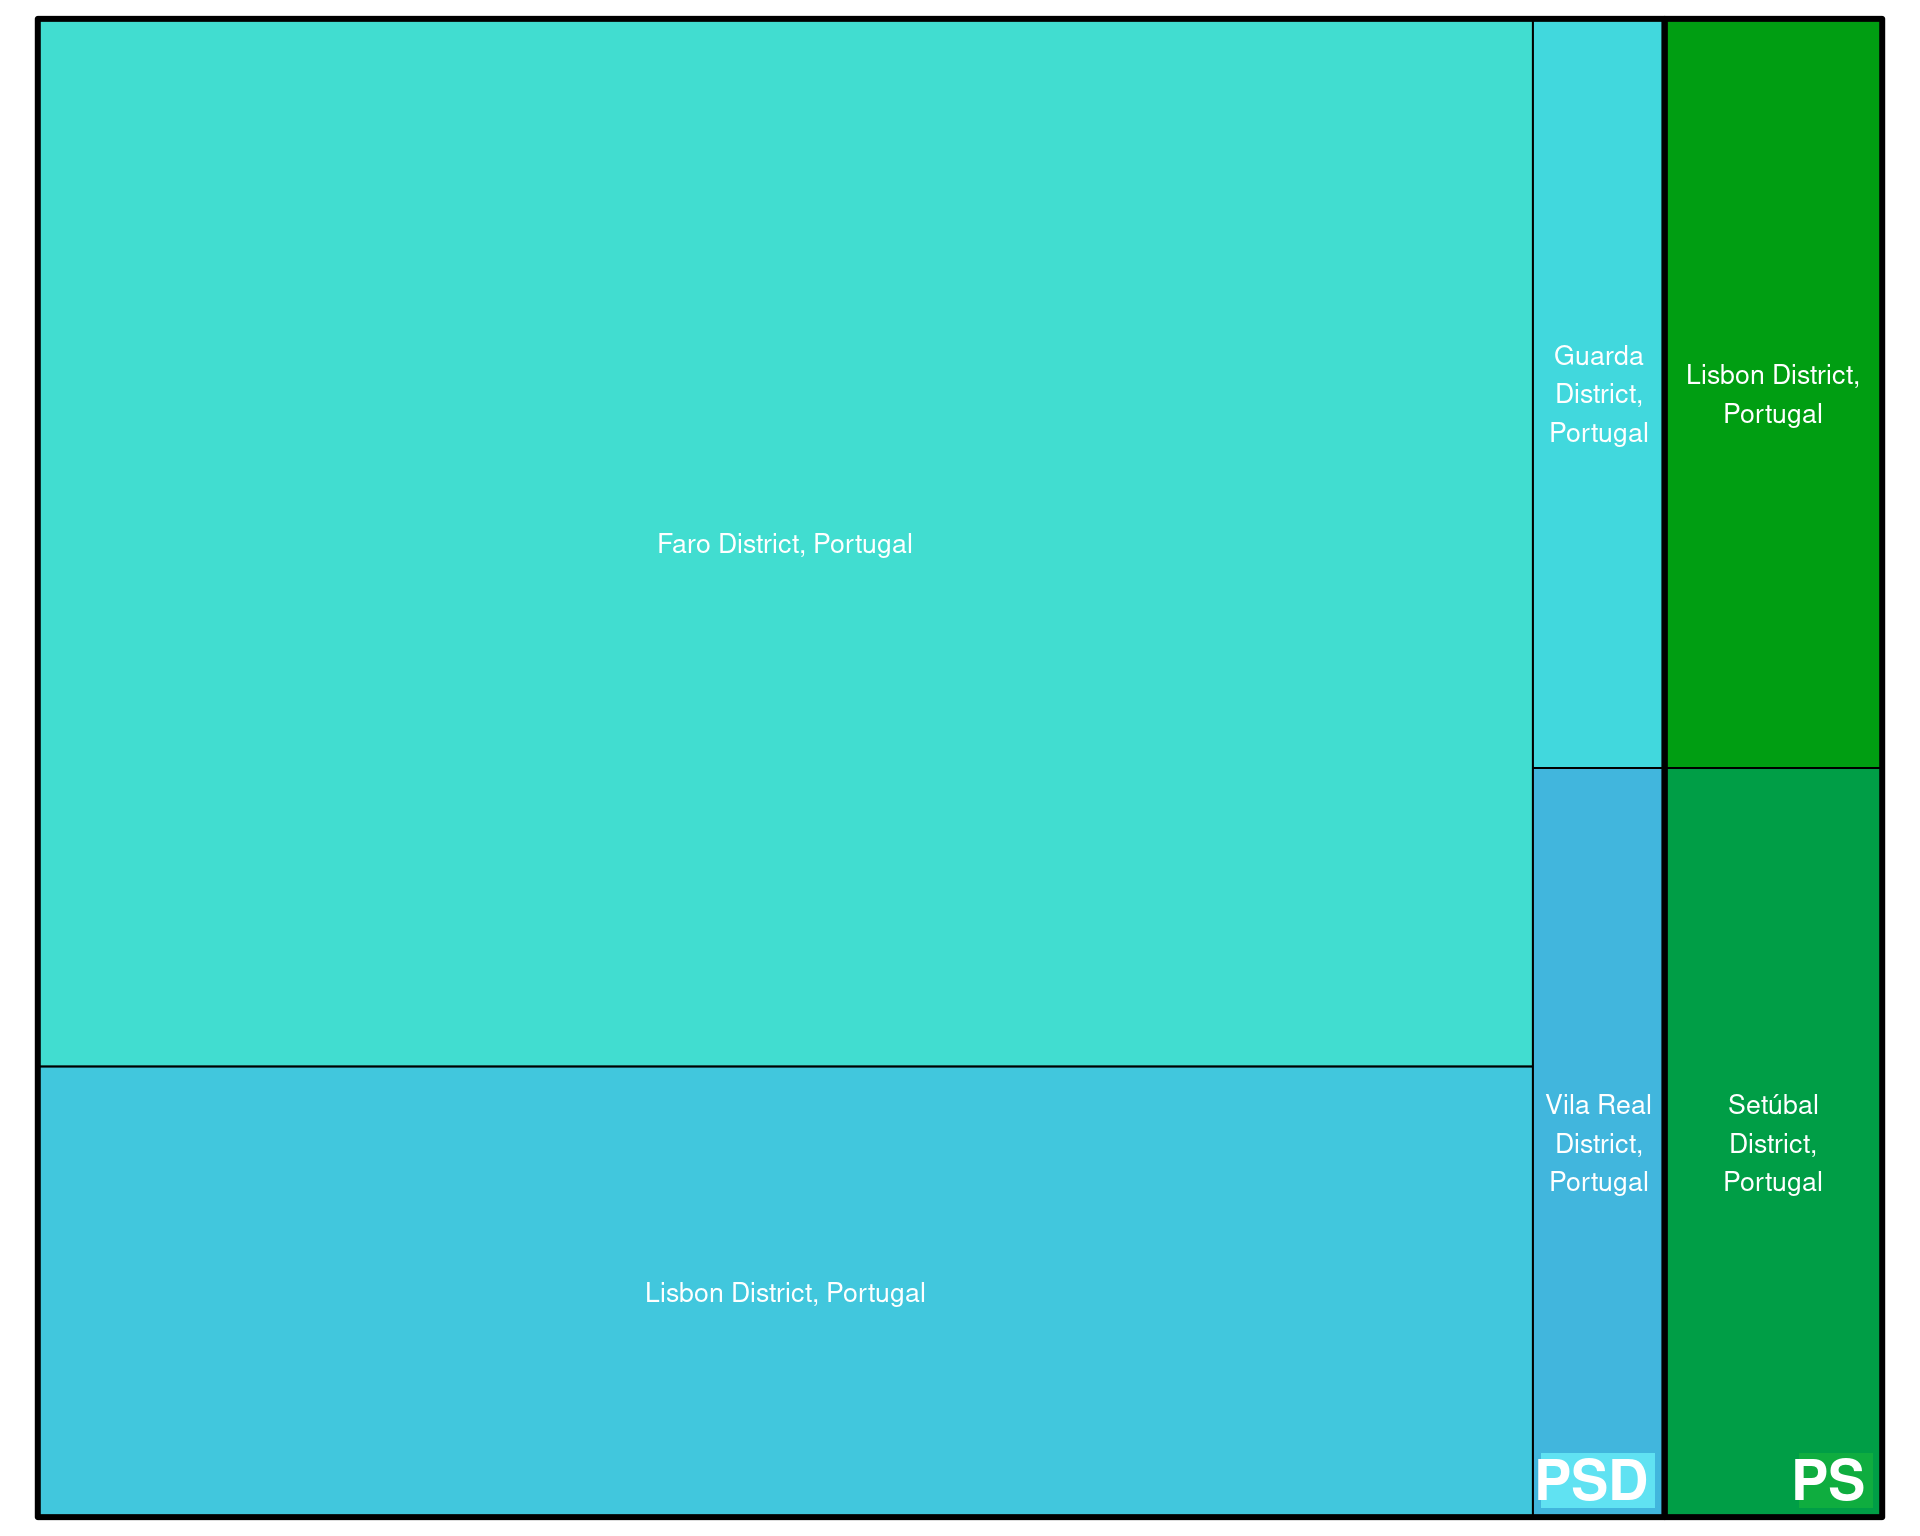 Faro District, Portugal
Lisbon District, Portugal
Guarda
District,
Portugal
Vila Real
District,
Portugal
PSD
Lisbon District,
Portugal
Setúbal
District,
Portugal
PS